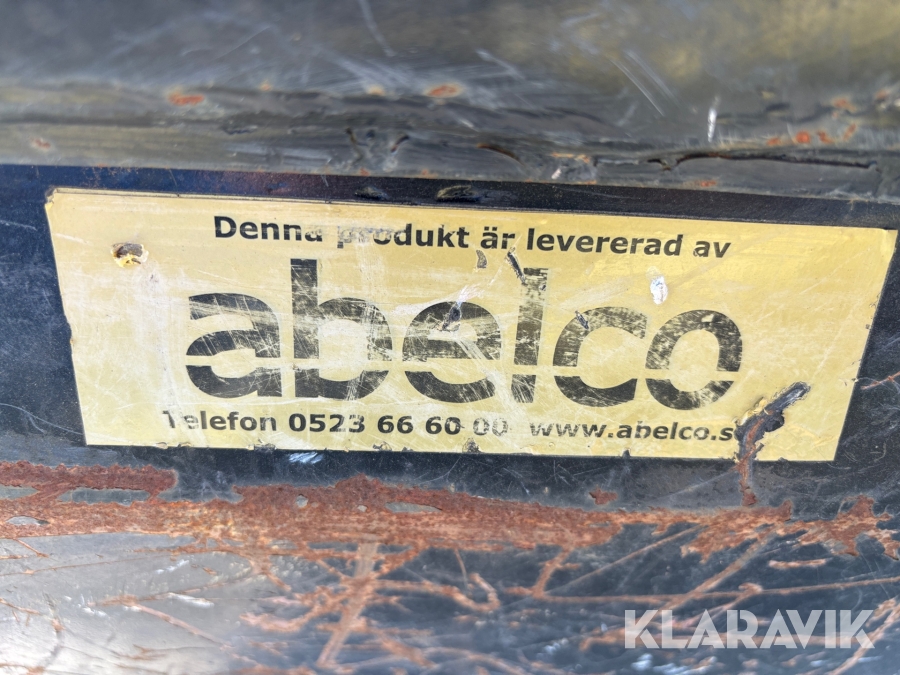 Denna produkt är levererad av
abelco
Telefon 0523 66 60 00 www.abelco.s
KLARAVIK